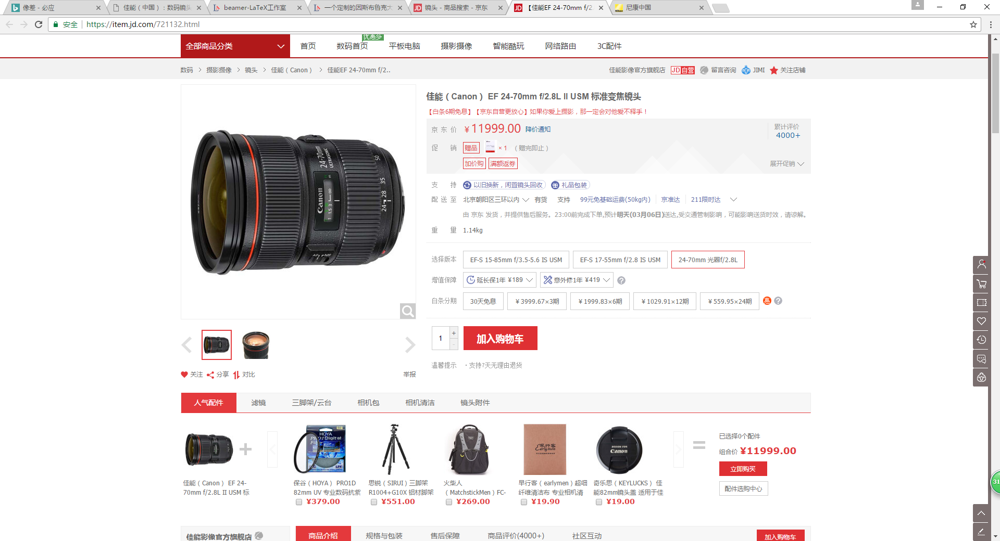 像差 - 必应
佳能（中国）：数码镜头
beamer-LaTeX工作室
一个定制的因斯布鲁克大
镜头 - 商品搜索 - 京东
【佳能EF 24-70mm f/2
尼康中国
安全 https://item.jd.com/721132.html
优惠多
全部商品分类
首页 数码首页 平板电脑 摄影摄像 智能酷玩 网络路由 3C配件
数码 > 摄影摄像 > 镜头 > 佳能（Canon） > 佳能EF 24-70mm f/2..
佳能影像官方旗舰店 JD自营 留言咨询 JIMI 关注店铺
佳能（Canon） EF 24-70mm f/2.8L II USM 标准变焦镜头
【白条6期免息】【京东自营更放心】如果你爱上摄影，那一定会对他爱不释手！
京东价 ￥11999.00 降价通知
累计评价
4000+
促销 赠品 × 1 （赠完即止）
加价购 满额返券
展开促销
支持 以旧换新，闲置镜头回收 礼品包装
配送至 北京朝阳区三环以内 有货 支持 99元免基础运费(50kg内) 京准达 211限时达
由 京东 发货，并提供售后服务。23:00前完成下单,预计明天(03月06日)送达,受交通管制影响，可能影响送货时效，请谅解。
重量 1.14kg
选择版本 EF-S 15-85mm f/3.5-5.6 IS USM EF-S 17-55mm f/2.8 IS USM 24-70mm 光圈f/2.8L
增值保障 延长保1年 ¥189 意外修1年 ¥419 ?
白条分期 30天免息 ￥3999.67×3期 ￥1999.83×6期 ￥1029.91×12期 ￥559.95×24期 惠 ?
1 + - 加入购物车
温馨提示 · 支持7天无理由退货
24-70mm
ULTRASONIC
Canon
AF MF
50
35
28
24
关注 分享 对比 举报
人气配件 滤镜 三脚架/云台 相机包 相机清洁 镜头附件
HOYA
PRO1 Digital
早行客
Earlymen
DESIGN FOR
Canon
佳能（Canon） EF 24-
70mm f/2.8L II USM 标
保谷（HOYA） PRO1D
82mm UV 专业数码抗紫
¥379.00
思锐（SIRUI）三脚架
R1004+G10X 铝材脚架
¥551.00
火柴人
（MatchstickMen）FC-
¥269.00
早行客（earlymen）超细
纤维清洁布 专业相机清
¥19.90
奇乐思（KEYLUCKS） 佳
能82mm镜头盖 适用于佳
¥19.00
已选择0个配件
组合价 ¥11999.00
立即购买
配件选购中心
31
佳能影像官方旗舰店
商品介绍 规格与包装 售后保障 商品评价(4000+) 社区互动
加入购物车